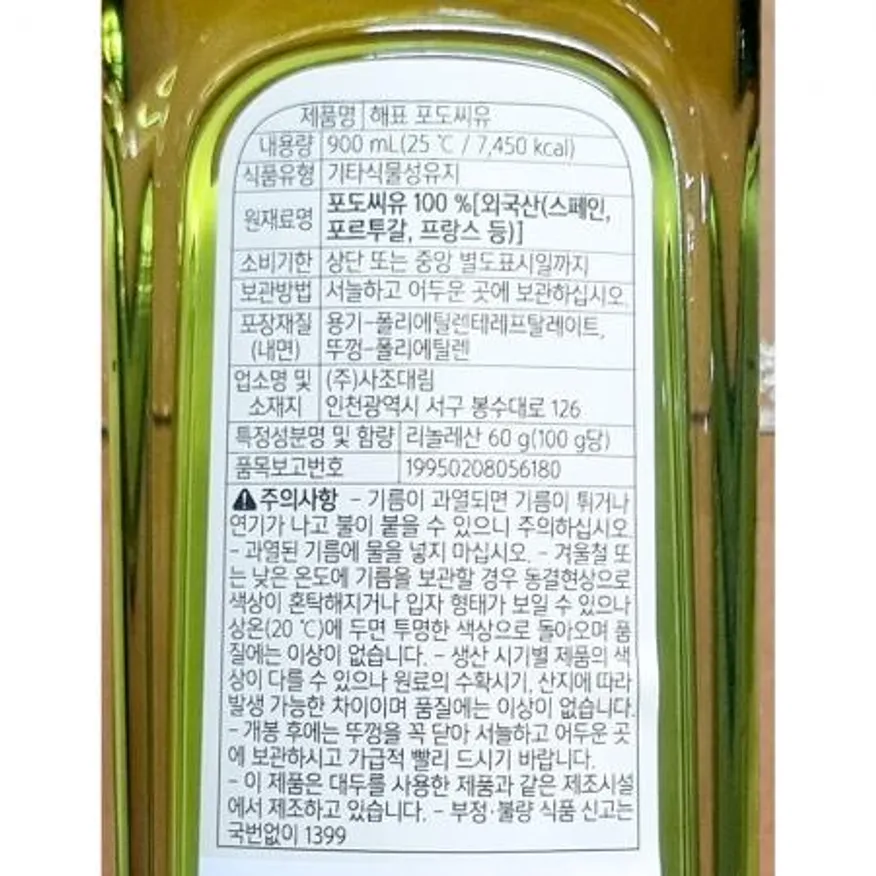 제품명 해표 포도씨유
내용량 900 mL(25 ℃ / 7,450 kcal)
식품유형 기타식물성유지
원재료명 포도씨유 100 %[외국산(스페인,
포르투갈, 프랑스 등)]
소비기한 상단 또는 중앙 별도표시일까지
보관방법 서늘하고 어두운 곳에 보관하십시오.
포장재질 용기-폴리에틸렌테레프탈레이트,
(내면) 뚜껑-폴리에틸렌
업소명 및 (주)사조대림
소재지 인천광역시 서구 봉수대로 126
특정성분명 및 함량 리놀레산 60 g(100 g당)
품목보고번호 19950208056180
주의사항 - 기름이 과열되면 기름이 튀거나
연기가 나고 불이 붙을 수 있으니 주의하십시오.
- 과열된 기름에 물을 넣지 마십시오. - 겨울철 또
는 낮은 온도에 기름을 보관할 경우 동결현상으로
색상이 혼탁해지거나 입자 형태가 보일 수 있으나
상온(20 ℃)에 두면 투명한 색상으로 돌아오며 품
질에는 이상이 없습니다. - 생산 시기별 제품의 색
상이 다를 수 있으나 원료의 수확시기, 산지에 따라
발생 가능한 차이이며 품질에는 이상이 없습니다.
- 개봉 후에는 뚜껑을 꼭 닫아 서늘하고 어두운 곳
에 보관하시고 가급적 빨리 드시기 바랍니다.
- 이 제품은 대두를 사용한 제품과 같은 제조시설
에서 제조하고 있습니다. - 부정·불량 식품 신고는
국번없이 1399